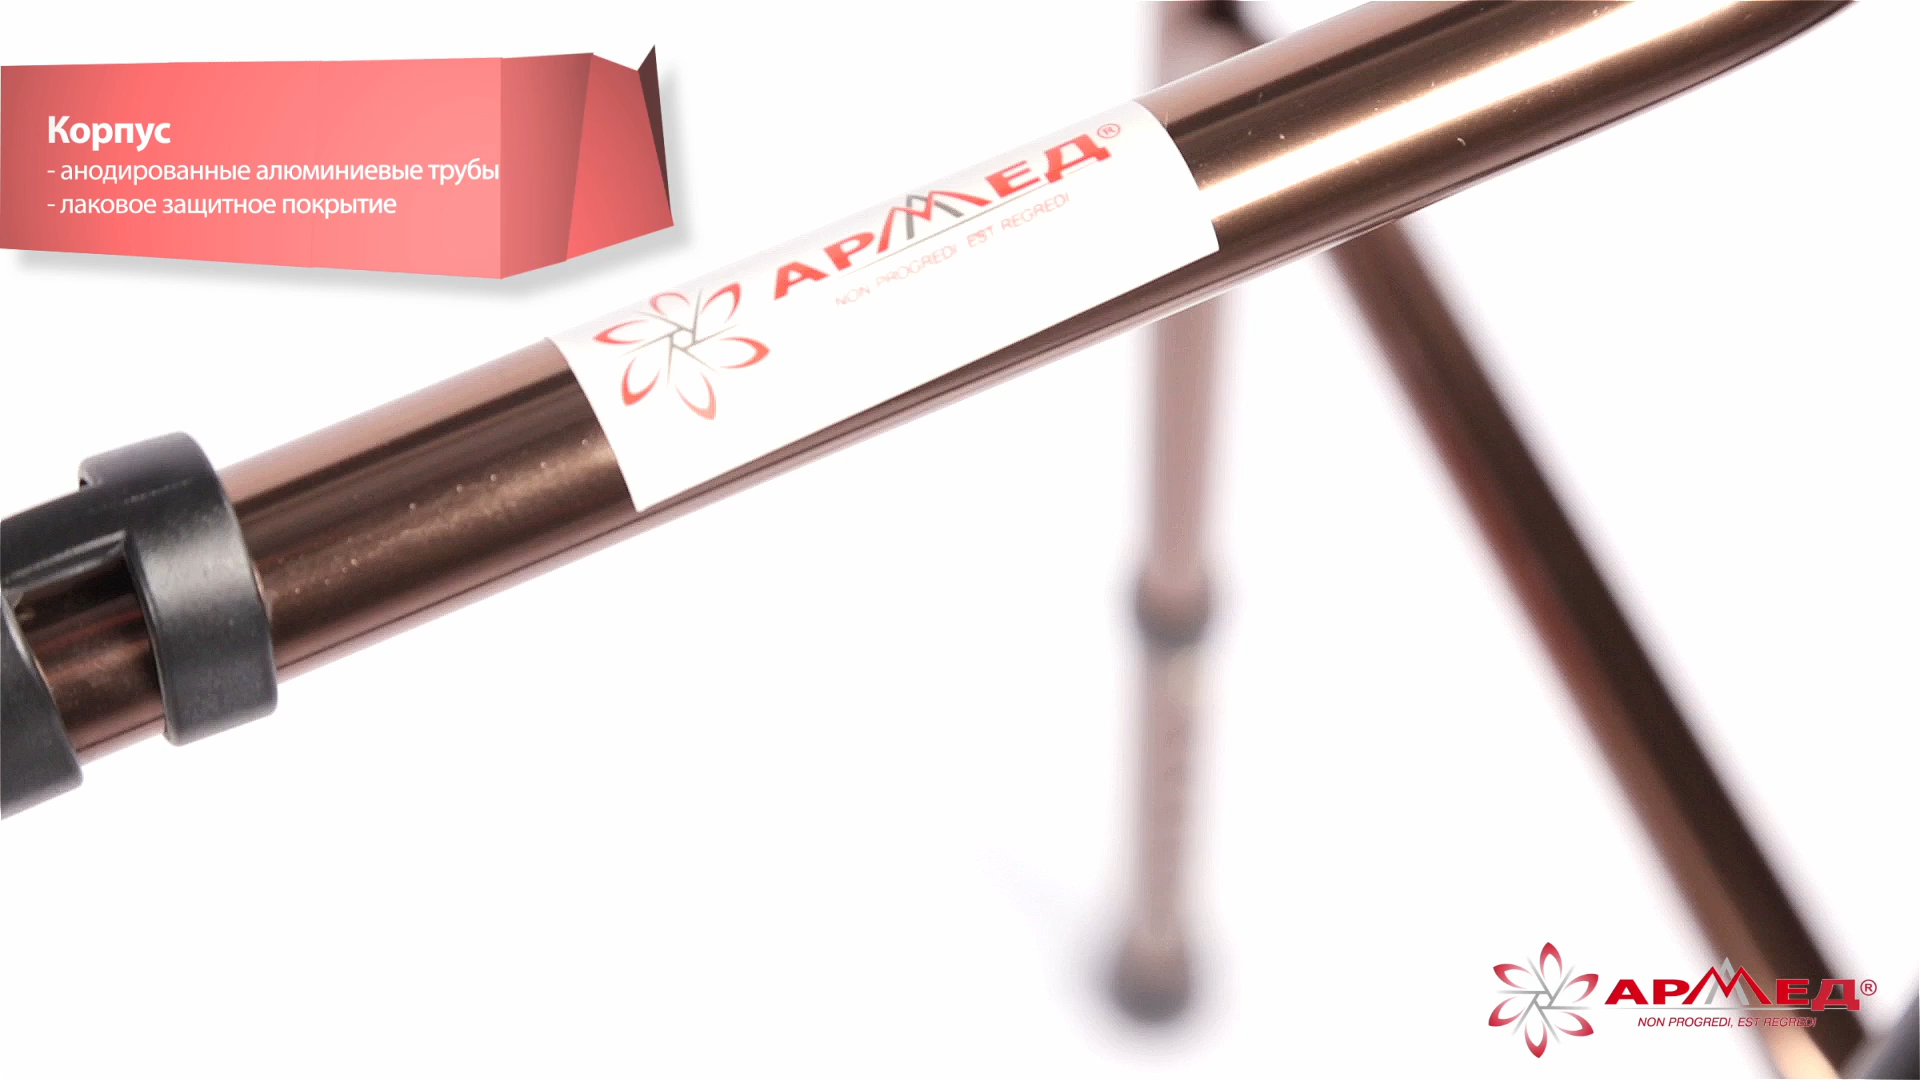 Корпус
- анодированные алюминиевые трубы
- лаковое защитное покрытие
АРМЕД®
NON PROGREDI, EST REGREDI
АРМЕД®
NON PROGREDI, EST REGREDI